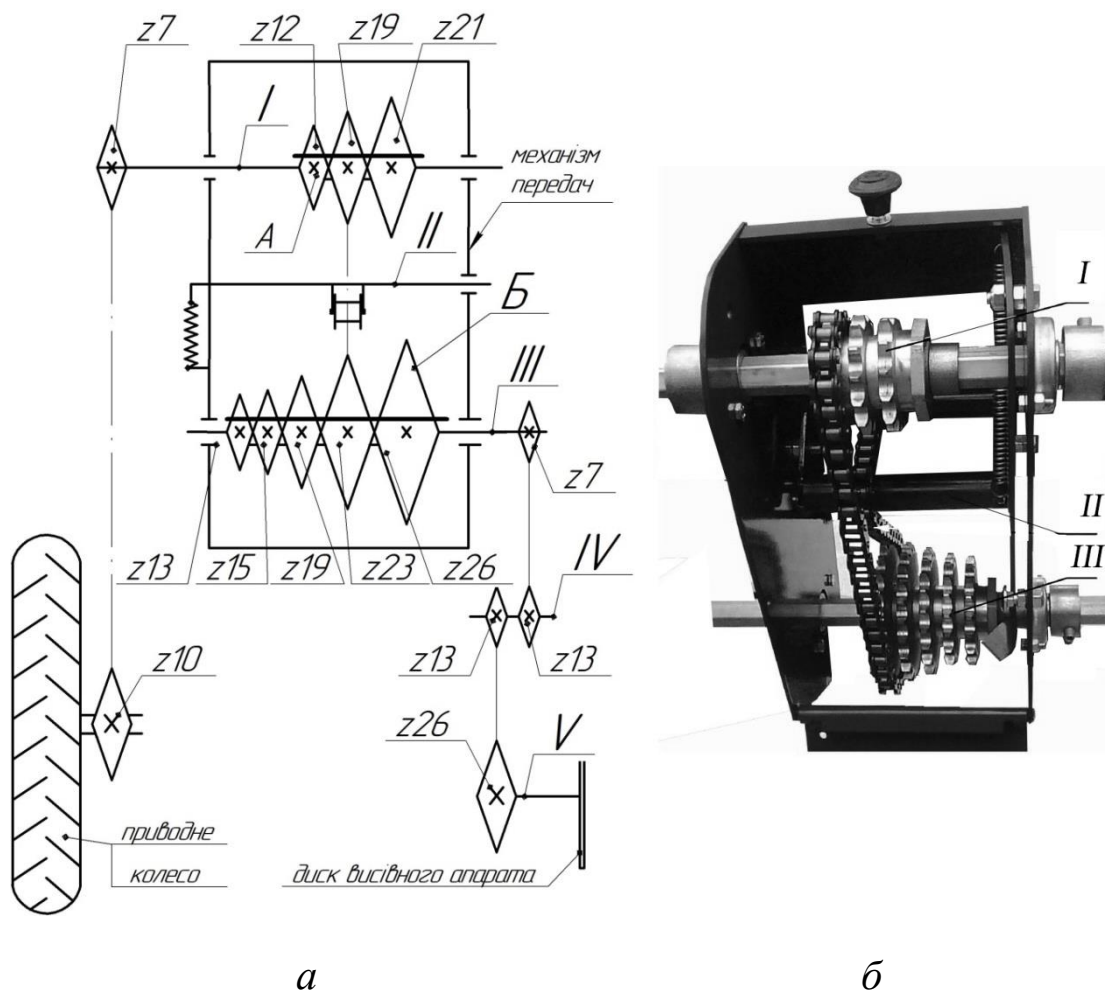 z7
z12
z19
z21
I
механізм
передач
А
II
Б
III
z7
z13
z15
z19
z23
z26
IV
z13
z13
z10
z26
V
приводне
колесо
диск висівного апарата
I
II
III
а
б